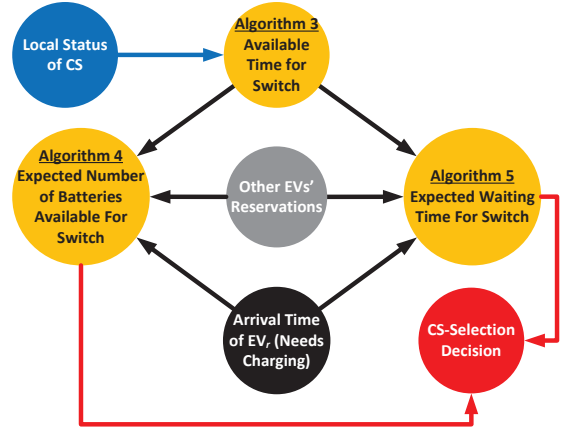 Local Status
of CS
Algorithm 3
Available
Time for
Switch
Algorithm 4
Expected Number
of Batteries
Available For
Switch
Other EVs'
Reservations
Algorithm 5
Expected Waiting
Time For Switch
Arrival Time
of EVr (Needs
Charging)
CS-Selection
Decision